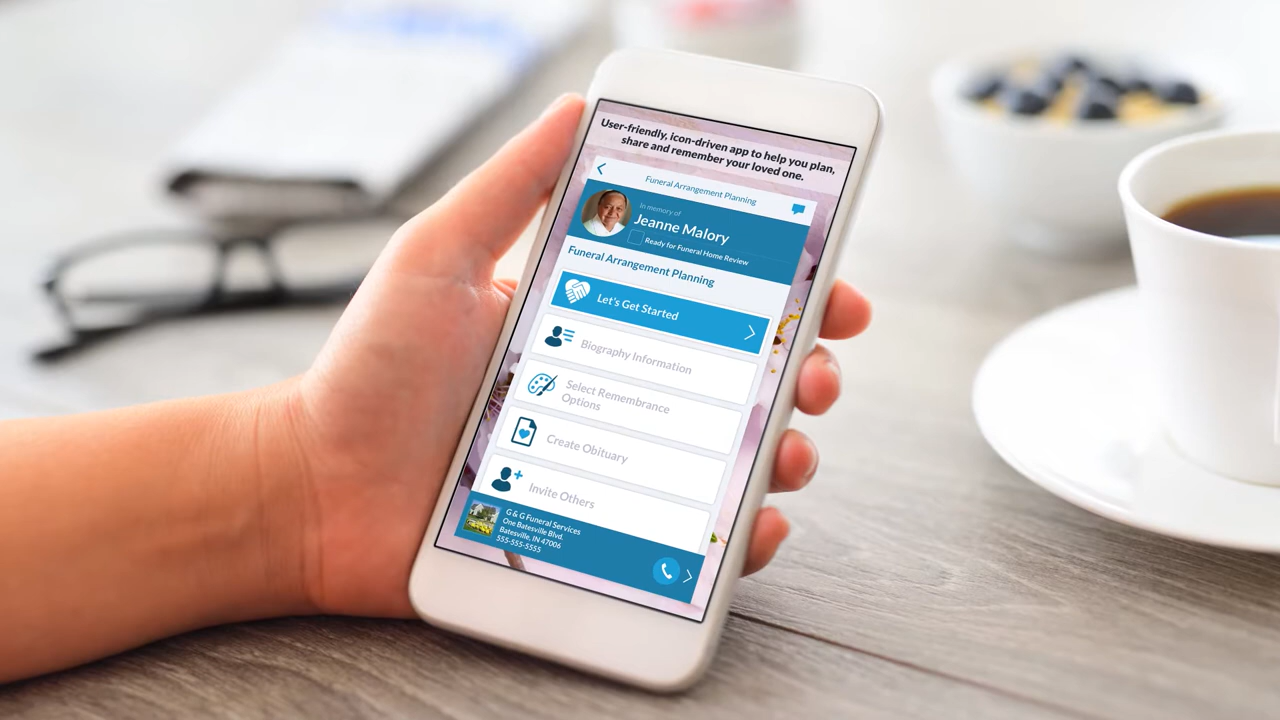 User-friendly, icon-driven app to help you plan,
share and remember your loved one.
Funeral Arrangement Planning
In memory of
Jeanne Malory
Ready for Funeral Home Review
Funeral Arrangement Planning
Let's Get Started
Biography Information
Select Remembrance
Options
Create Obituary
Invite Others
G & G Funeral Services
One Batesville Blvd.
Batesville, IN 47006
555-555-5555